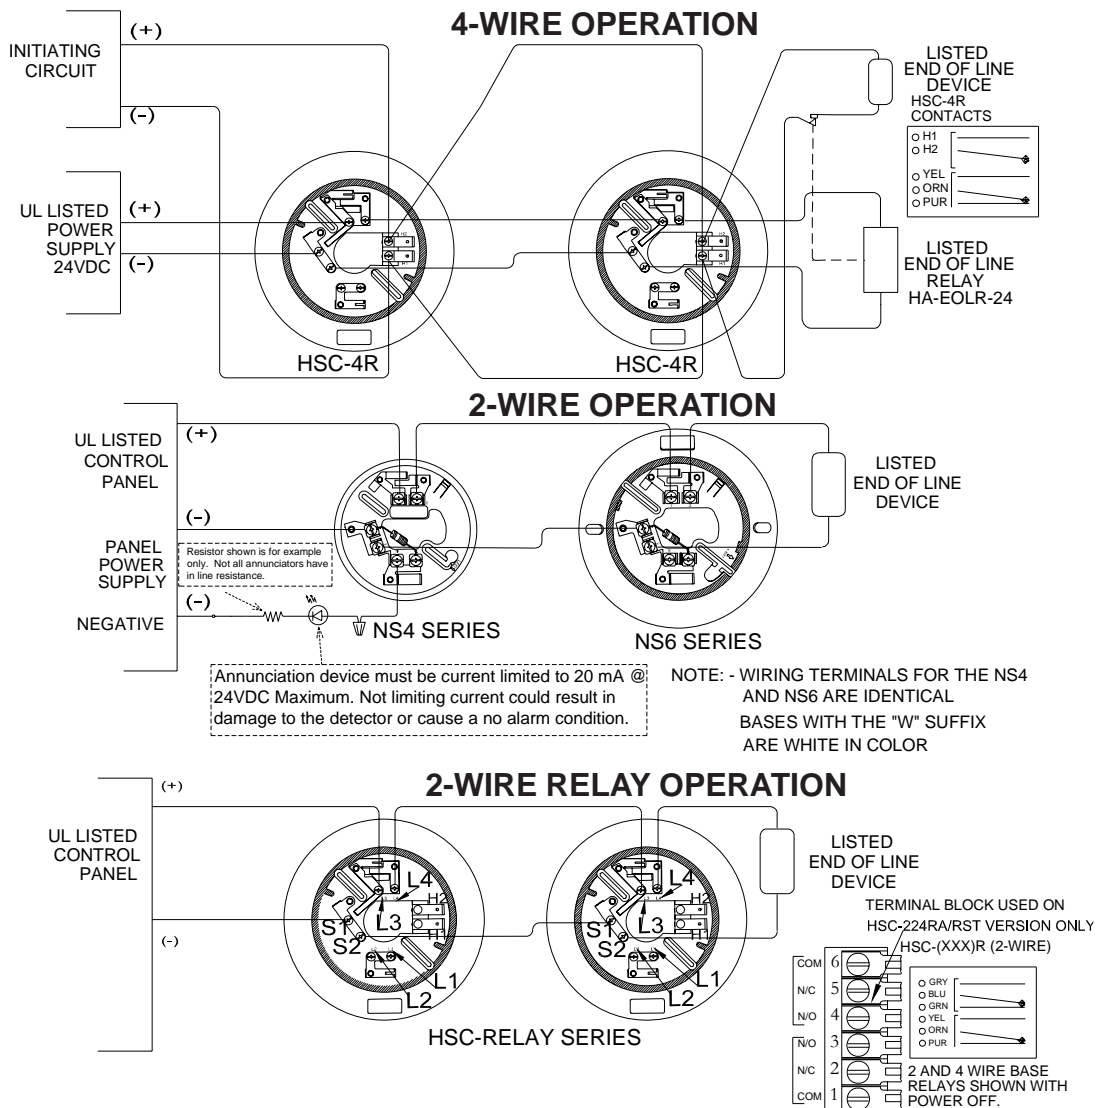 4-WIRE OPERATION
INITIATING
CIRCUIT
(+)
(-)
UL LISTED
POWER
SUPPLY
24VDC
(+)
(-)
H2
H1
HSC-4R
H2
H1
HSC-4R
LISTED
END OF LINE
DEVICE
HSC-4R
CONTACTS
H1
H2
YEL
ORN
PUR
LISTED
END OF LINE
RELAY
HA-EOLR-24
2-WIRE OPERATION
UL LISTED
CONTROL
PANEL
(+)
(-)
PANEL
POWER
SUPPLY
(-)
NEGATIVE
Resistor shown is for example
only. Not all annunciators have
in line resistance.
NS4 SERIES
NS6 SERIES
LISTED
END OF LINE
DEVICE
Annunciation device must be current limited to 20 mA @
24VDC Maximum. Not limiting current could result in
damage to the detector or cause a no alarm condition.
NOTE: - WIRING TERMINALS FOR THE NS4
AND NS6 ARE IDENTICAL
BASES WITH THE "W" SUFFIX
ARE WHITE IN COLOR
2-WIRE RELAY OPERATION
UL LISTED
CONTROL
PANEL
(+)
(-)
L4
H2
L3
H1
S1
S2
L1
L2
L4
H2
L3
H1
S1
S2
L1
L2
HSC-RELAY SERIES
LISTED
END OF LINE
DEVICE
TERMINAL BLOCK USED ON
HSC-224RA/RST VERSION ONLY
HSC-(XXX)R (2-WIRE)
COM 6
N/C 5
N/O 4
N/O 3
N/C 2
COM 1
GRY
BLU
GRN
YEL
ORN
PUR
2 AND 4 WIRE BASE
RELAYS SHOWN WITH
POWER OFF.